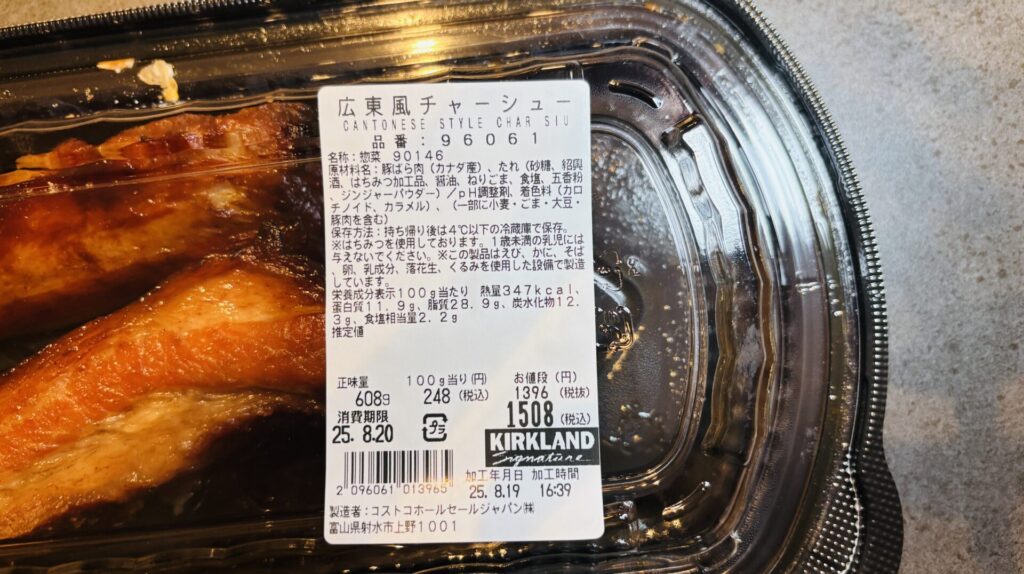 広東風チャーシュー
CANTONESE STYLE CHAR SIU
品番:96061
名称:惣菜 90146
原材料名:豚ばら肉(カナダ産)、たれ(砂糖、紹興
酒、はちみつ加工品、醤油、ねりごま、食塩、五香粉
、ジンジャーパウダー)/pH調整剤、着色料(カロ
チノイド、カラメル)、(一部に小麦・ごま・大豆・
豚肉を含む)
保存方法:持ち帰り後は4℃以下の冷蔵庫で保存。
※はちみつを使用しております。1歳未満の乳児には
与えないでください。※この製品はえび、かに、そば
、卵、乳成分、落花生、くるみを使用した設備で製造
しています。
栄養成分表示100g当たり 熱量347kcal、
蛋白質11.9g、脂質28.9g、炭水化物12.
3g、食塩相当量2.2g
推定値
正味量 100g当り(円) お値段(円)
608g 248(税込) 1396(税抜)
消費期限 1508(税込)
25.8.20 プラ KIRKLAND
Signature
加工年月日 加工時間
2 096061 013965 25.8.19 16:39
製造者:コストコホールセールジャパン㈱
富山県射水市上野1001